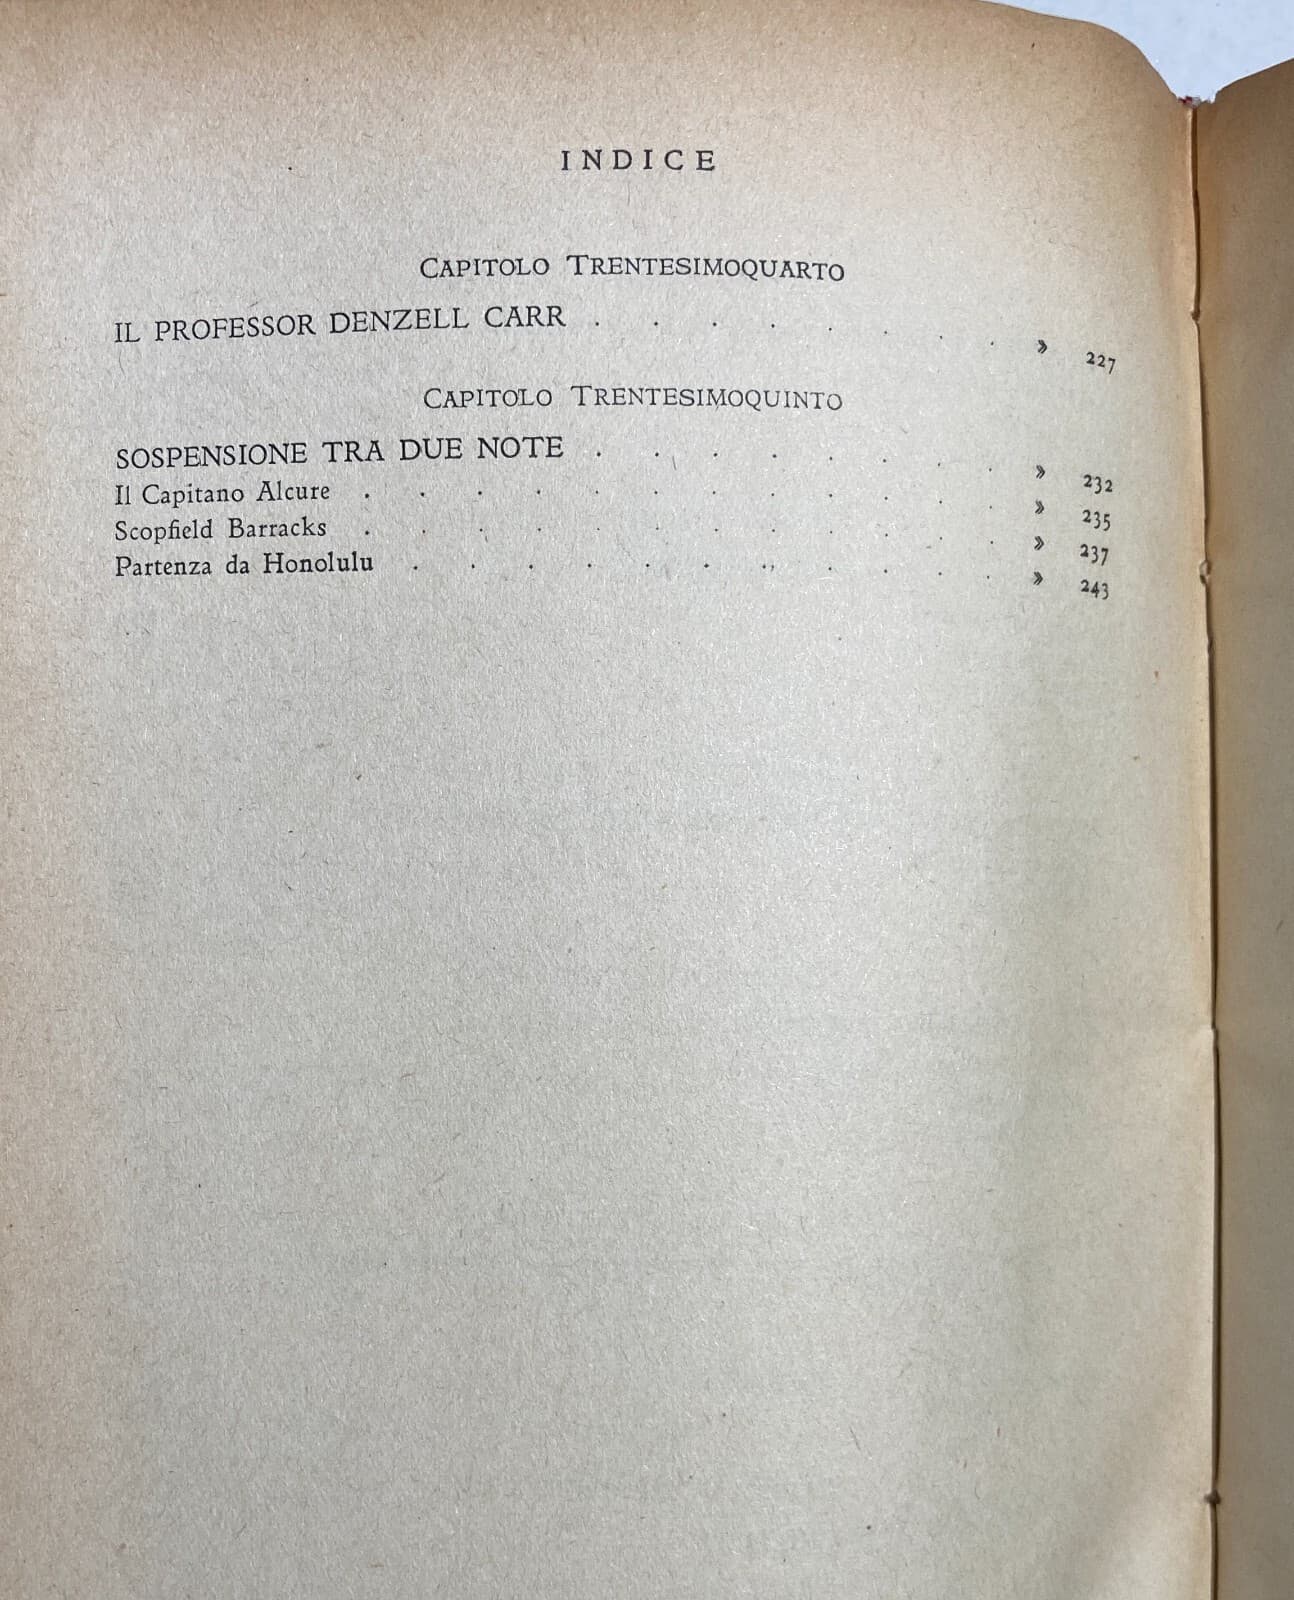 INDICE
CAPITOLO TRENTESIMOQUARTO
IL PROFESSOR DENZELL CARR . . . . . . . . » 227
CAPITOLO TRENTESIMOQUINTO
SOSPENSIONE TRA DUE NOTE . . . . . . . . » 232
Il Capitano Alcure . . . . . . . . . . . . » 235
Scopfield Barracks . . . . . . . . . . . . » 237
Partenza da Honolulu . . . . . . . . . . . » 243